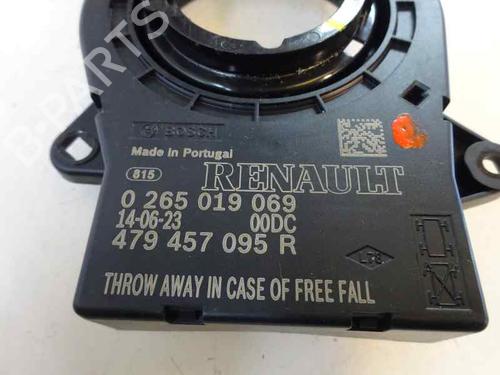 B-PARTS
BOSCH
Made in Portugal
815
RENAULT
0 265 019 069
14-06-23 00DC
479 457 095 R
THROW AWAY IN CASE OF FREE FALL